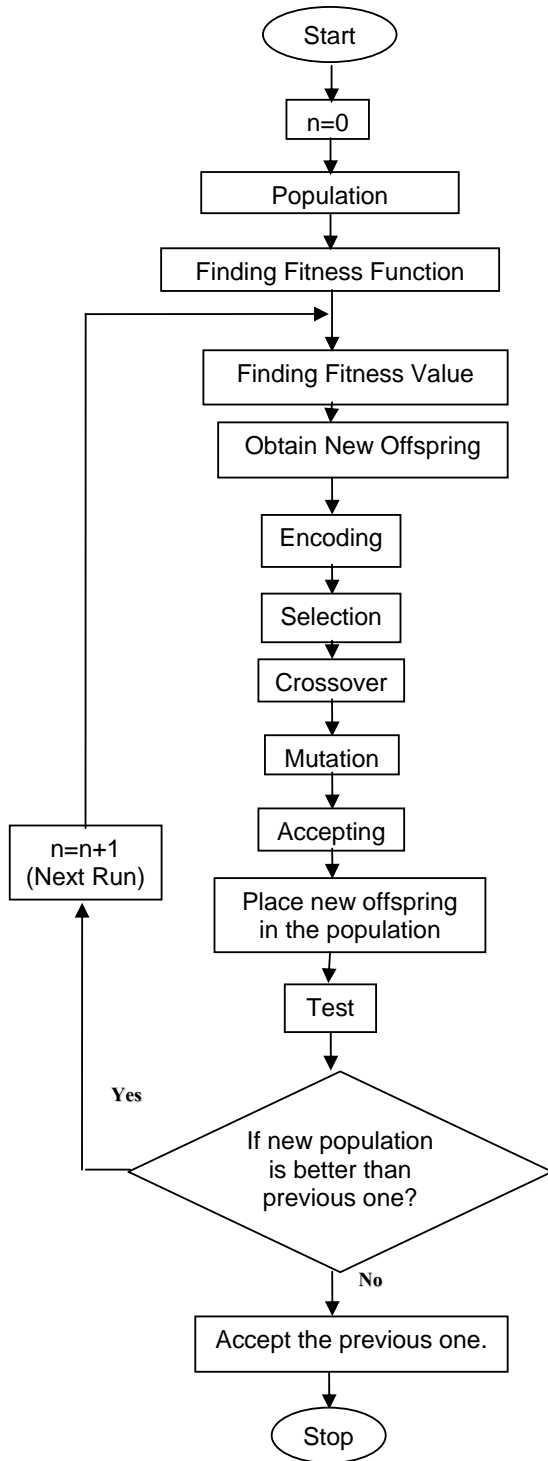 Start
n=0
Population
Finding Fitness Function
Finding Fitness Value
Obtain New Offspring
Encoding
Selection
Crossover
Mutation
Accepting
n=n+1
(Next Run)
Place new offspring
in the population
Test
Yes
If new population
is better than
previous one?
No
Accept the previous one.
Stop